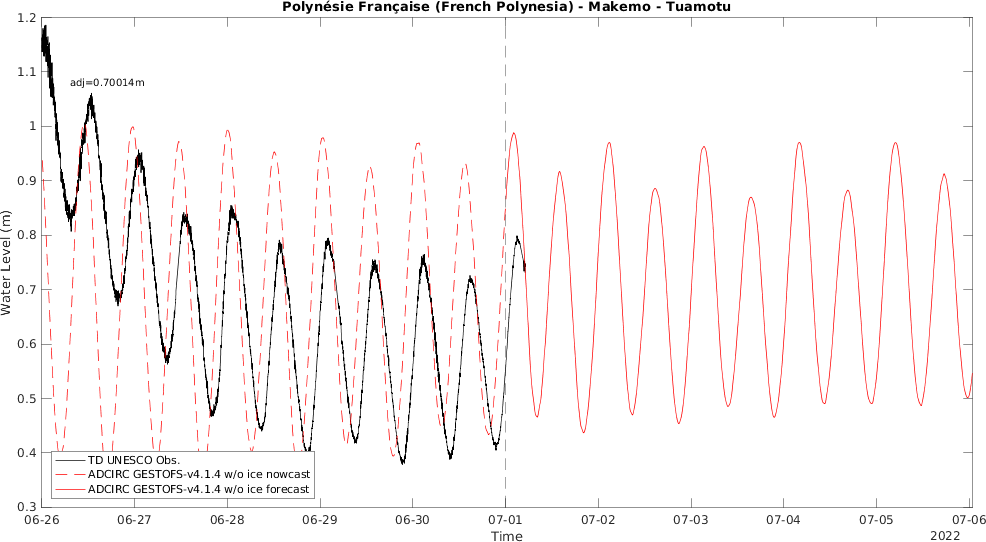 Polynésie Française (French Polynesia) - Makemo - Tuamotu
1.2
1.1
1
0.9
0.8
0.7
0.6
0.5
0.4
0.3
Water Level (m)
adj=0.70014m
TD UNESCO Obs.
ADCIRC GESTOFS-v4.1.4 w/o ice nowcast
ADCIRC GESTOFS-v4.1.4 w/o ice forecast
06-26 06-27 06-28 06-29 06-30 07-01 07-02 07-03 07-04 07-05 07-06
Time
2022